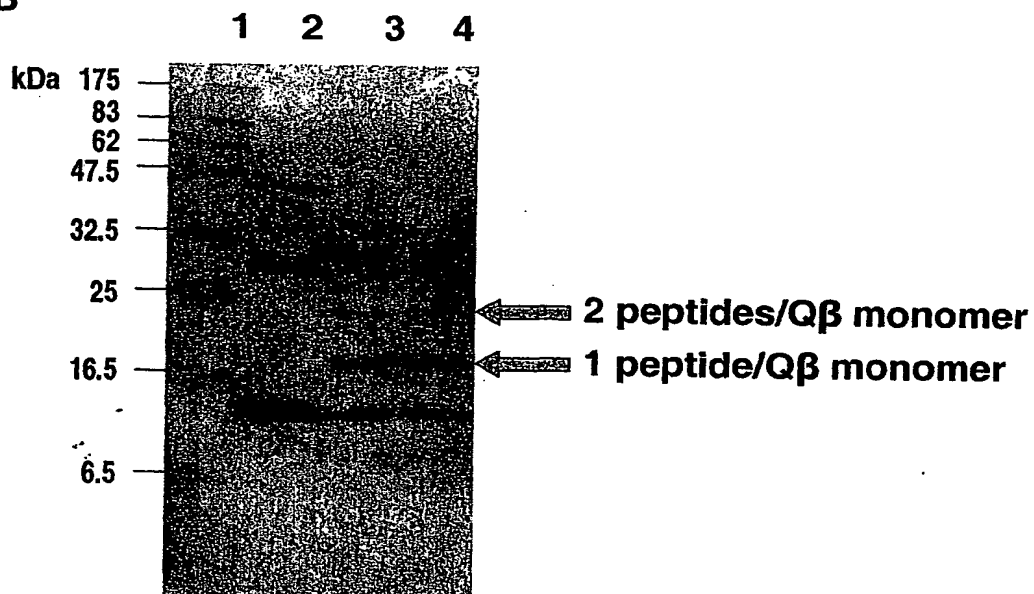 B
1 2 3 4
kDa 175
83
62
47.5
32.5
25
2 peptides/Qβ monomer
1 peptide/Qβ monomer
16.5
6.5